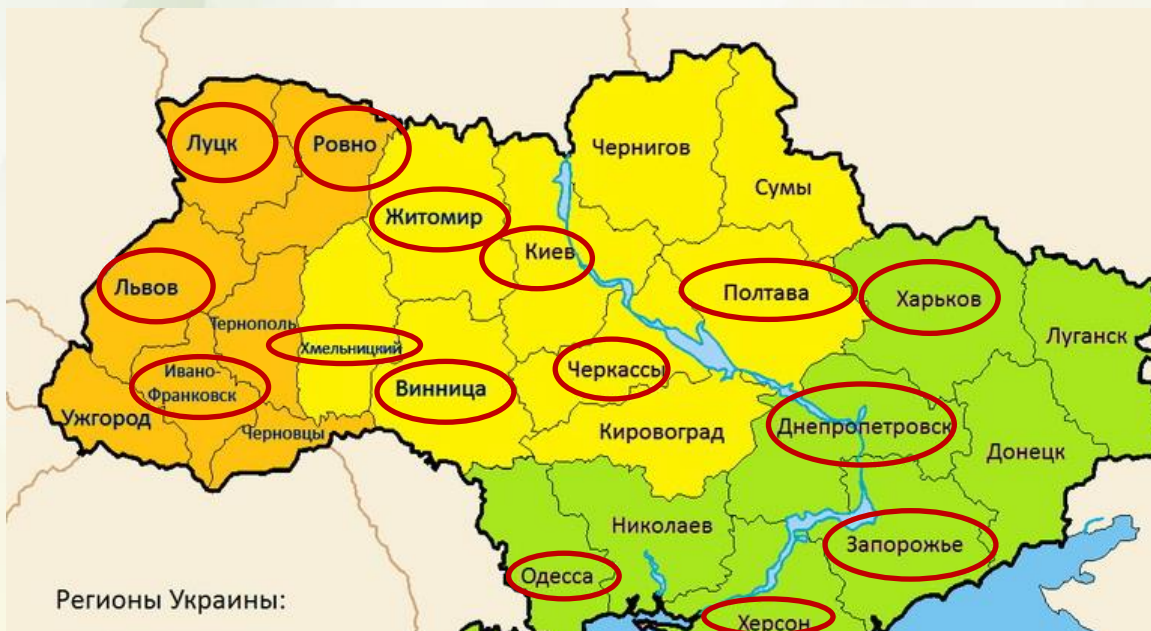 Луцк
Ровно
Чернигов
Сумы
Житомир
Киев
Львов
Полтава
Харьков
Тернополь
Хмельницкий
Луганск
Ивано-
Франковск
Винница
Черкассы
Ужгород
Черновцы
Кировоград
Днепропетровск
Донецк
Николаев
Запорожье
Одесса
Регионы Украины:
Херсон